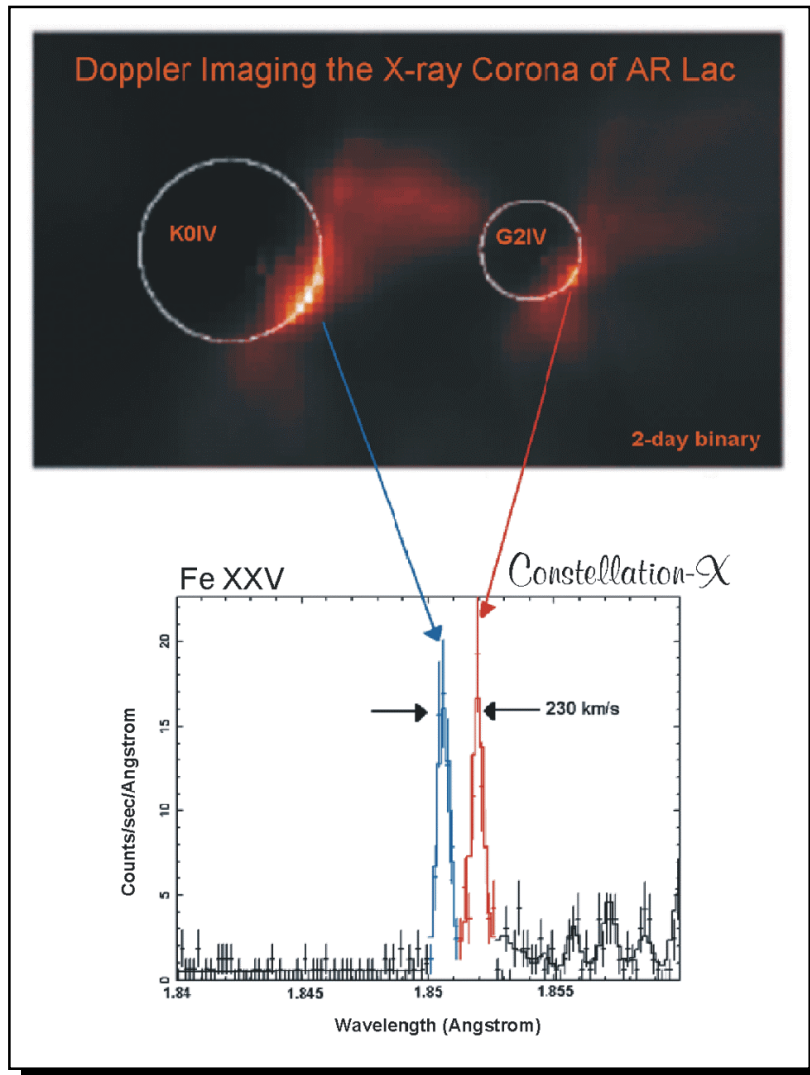 Doppler Imaging the X-ray Corona of AR Lac
K0IV
G2IV
2-day binary
Fe XXV
Constellation-X
20
15
10
5
0
230 km/s
Counts/sec/Angstrom
1.84
1.845
1.85
1.855
Wavelength (Angstrom)